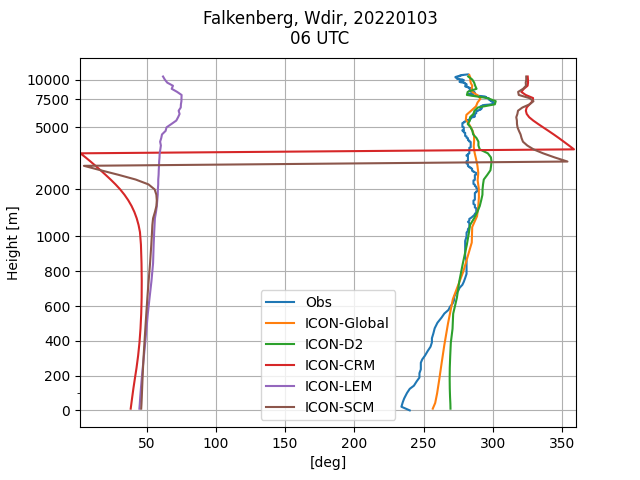 Falkenberg, Wdir, 20220103
06 UTC
10000
7500
5000
2000
1000
800
600
400
200
0
Height [m]
Obs
ICON-Global
ICON-D2
ICON-CRM
ICON-LEM
ICON-SCM
50
100
150
200
250
300
350
[deg]